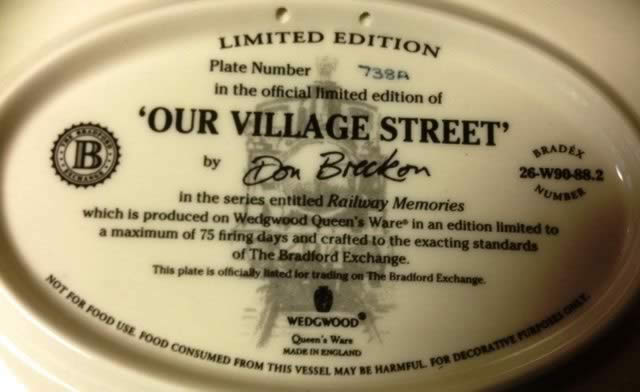 LIMITED EDITION
Plate Number 738A
in the official limited edition of
'OUR VILLAGE STREET'
by Don Breckon
THE BRADFORD EXCHANGE
B
BRADEX
26-W90-88.2
NUMBER
in the series entitled Railway Memories
which is produced on Wedgwood Queen's Ware® in an edition limited to
a maximum of 75 firing days and crafted to the exacting standards
of The Bradford Exchange.
This plate is officially listed for trading on The Bradford Exchange.
WEDGWOOD®
Queen's Ware
MADE IN ENGLAND
NOT FOR FOOD USE. FOOD CONSUMED FROM THIS VESSEL MAY BE HARMFUL. FOR DECORATIVE PURPOSES ONLY.